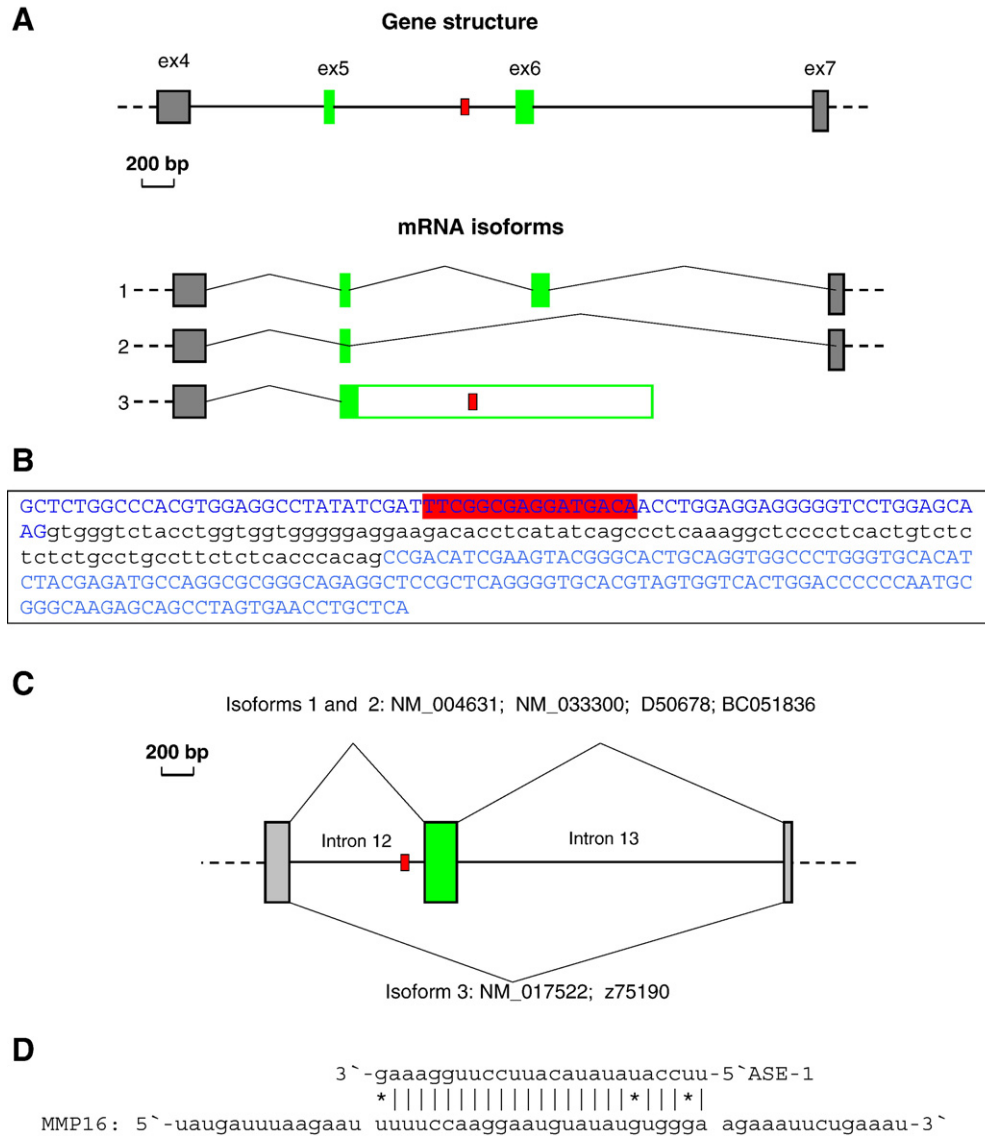 A
Gene structure
ex4 ex5 ex6 ex7
200 bp
mRNA isoforms
1
2
3
B
GCTCTGGCCCACGTGGAGGCCTATATCGATTTCGGCGAGGATGACAACCTGGAGGAGGGGGTCCTGGAGCA
AGgtgggtctacctggtggtgggggaggaagacacctcatatcagccctcaaaggctcccctcactgtctc
tctctgcctgccttctctcacccacagCCGACATCGAAGTACGGGCACTGCAGGTGGCCCTGGGTGCACAT
CTACGAGATGCCAGGCGCGGGCAGAGGCTCCGCTCAGGGGTGCACGTAGTGGTCACTGGACCCCCCAATGC
GGGCAAGAGCAGCCTAGTGAACCTGCTCA
C
Isoforms 1 and 2: NM_004631; NM_033300; D50678; BC051836
200 bp
Intron 12 Intron 13
Isoform 3: NM_017522; z75190
D
3`-gaaagguuccuuacauauauaccuu-5`ASE-1
*||||||||||||||||||*|||*|
MMP16: 5`-uaugauuuaagaau uuuuccaaggaauguauauguggga agaaauucugaaau-3`